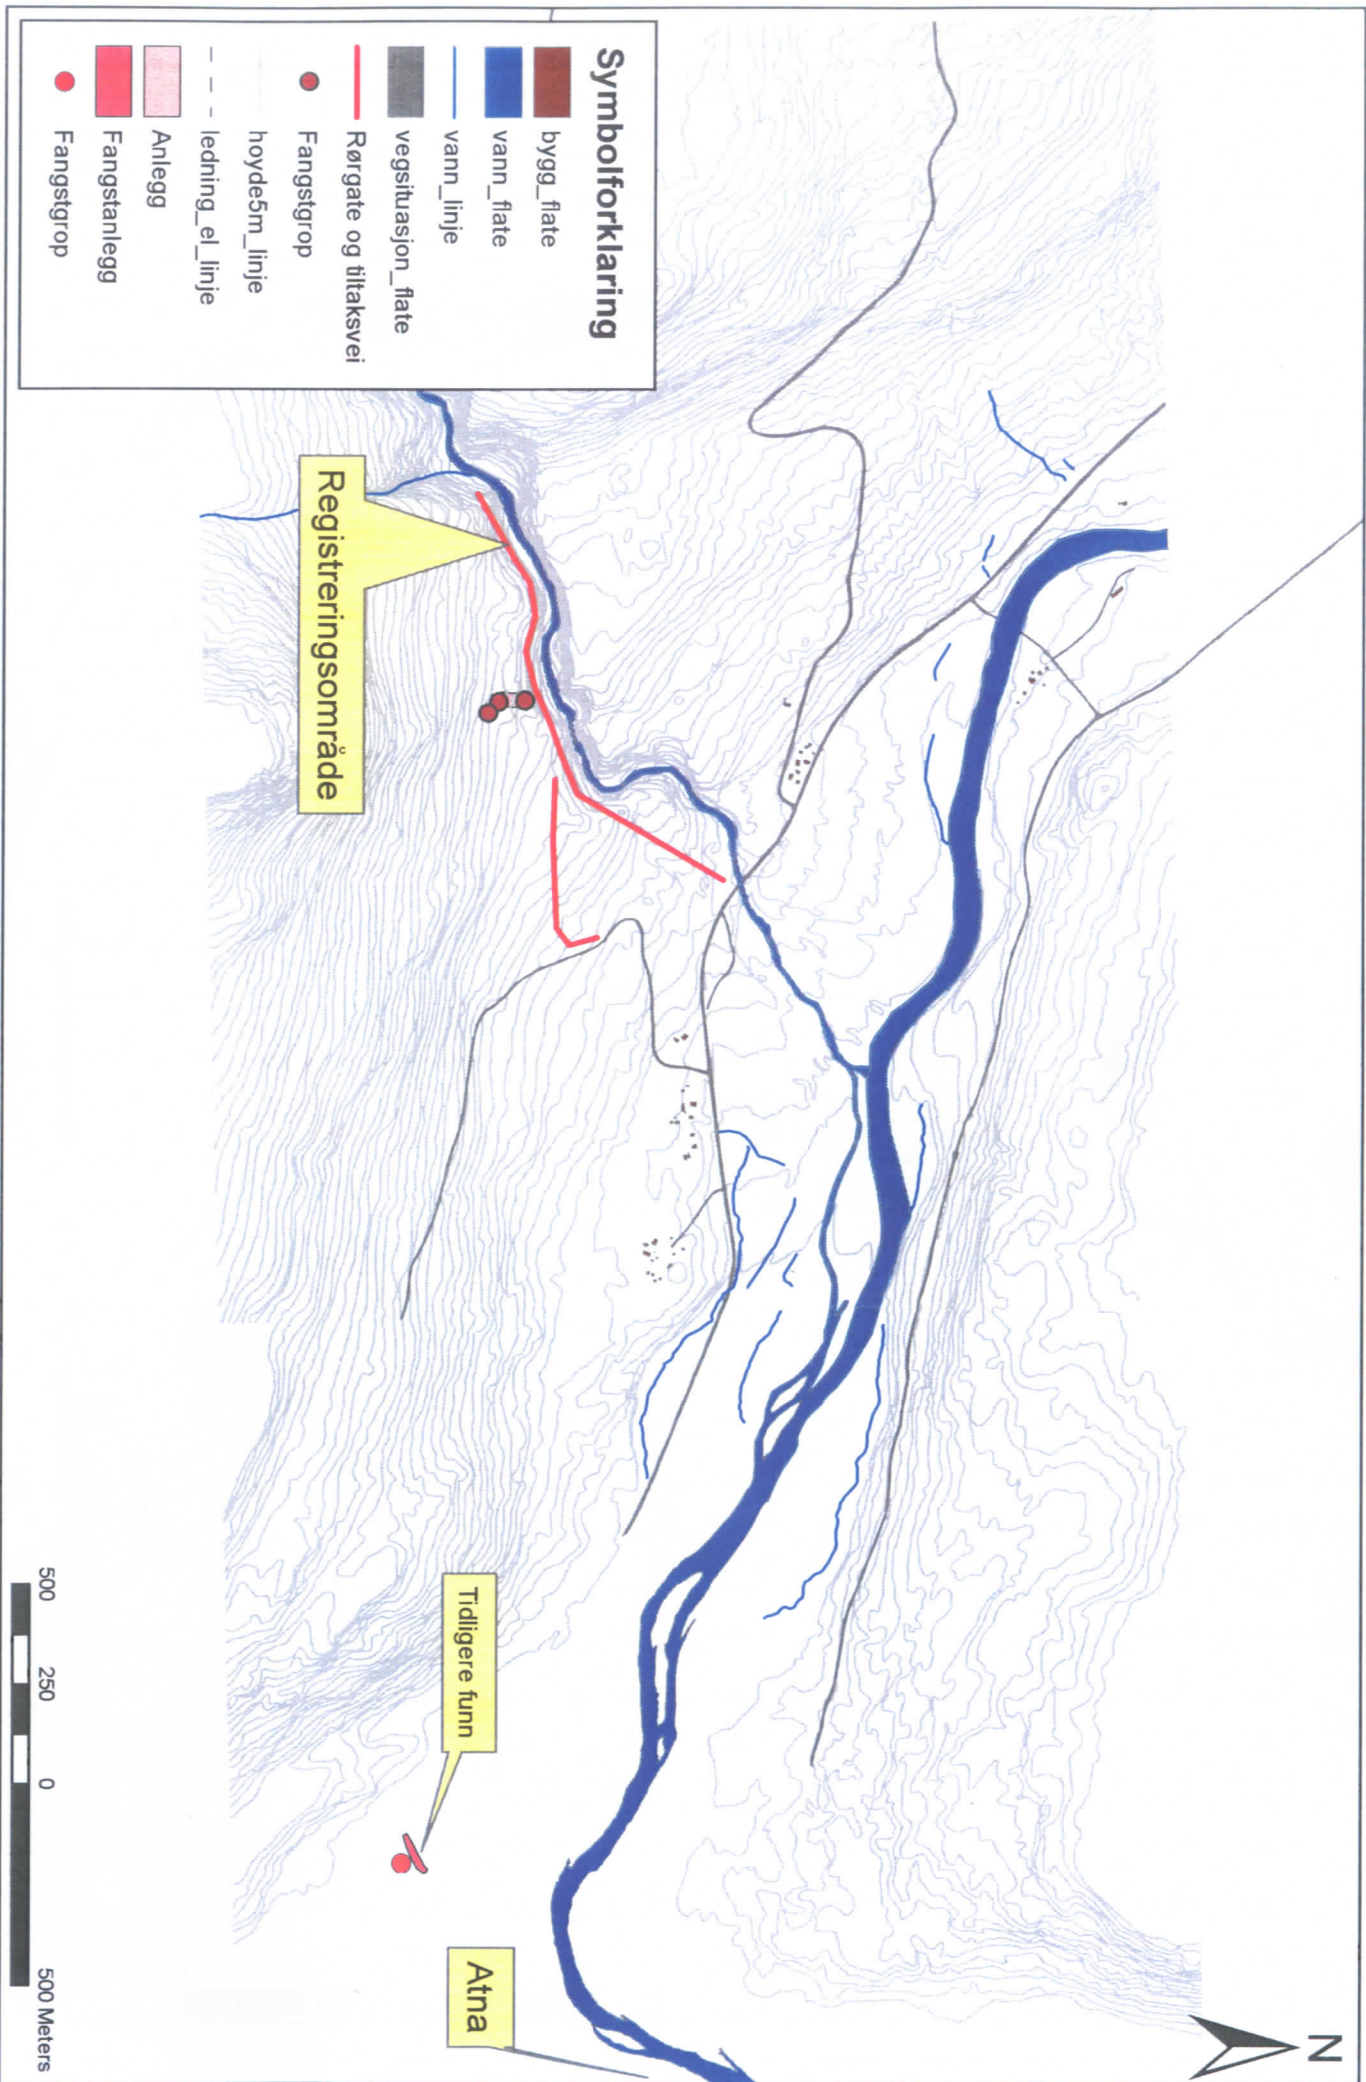 N
Registreringsområde
Tidligere funn
Atna
Symbolforklaring
bygg_flate
vann_flate
vann_linje
vegsituasjon_flate
Rørgate og tiltaksvei
Fangstgrop
hoyde5m_linje
ledning_el_linje
Anlegg
Fangstanlegg
Fangstgrop
500 250 0 500 Meters